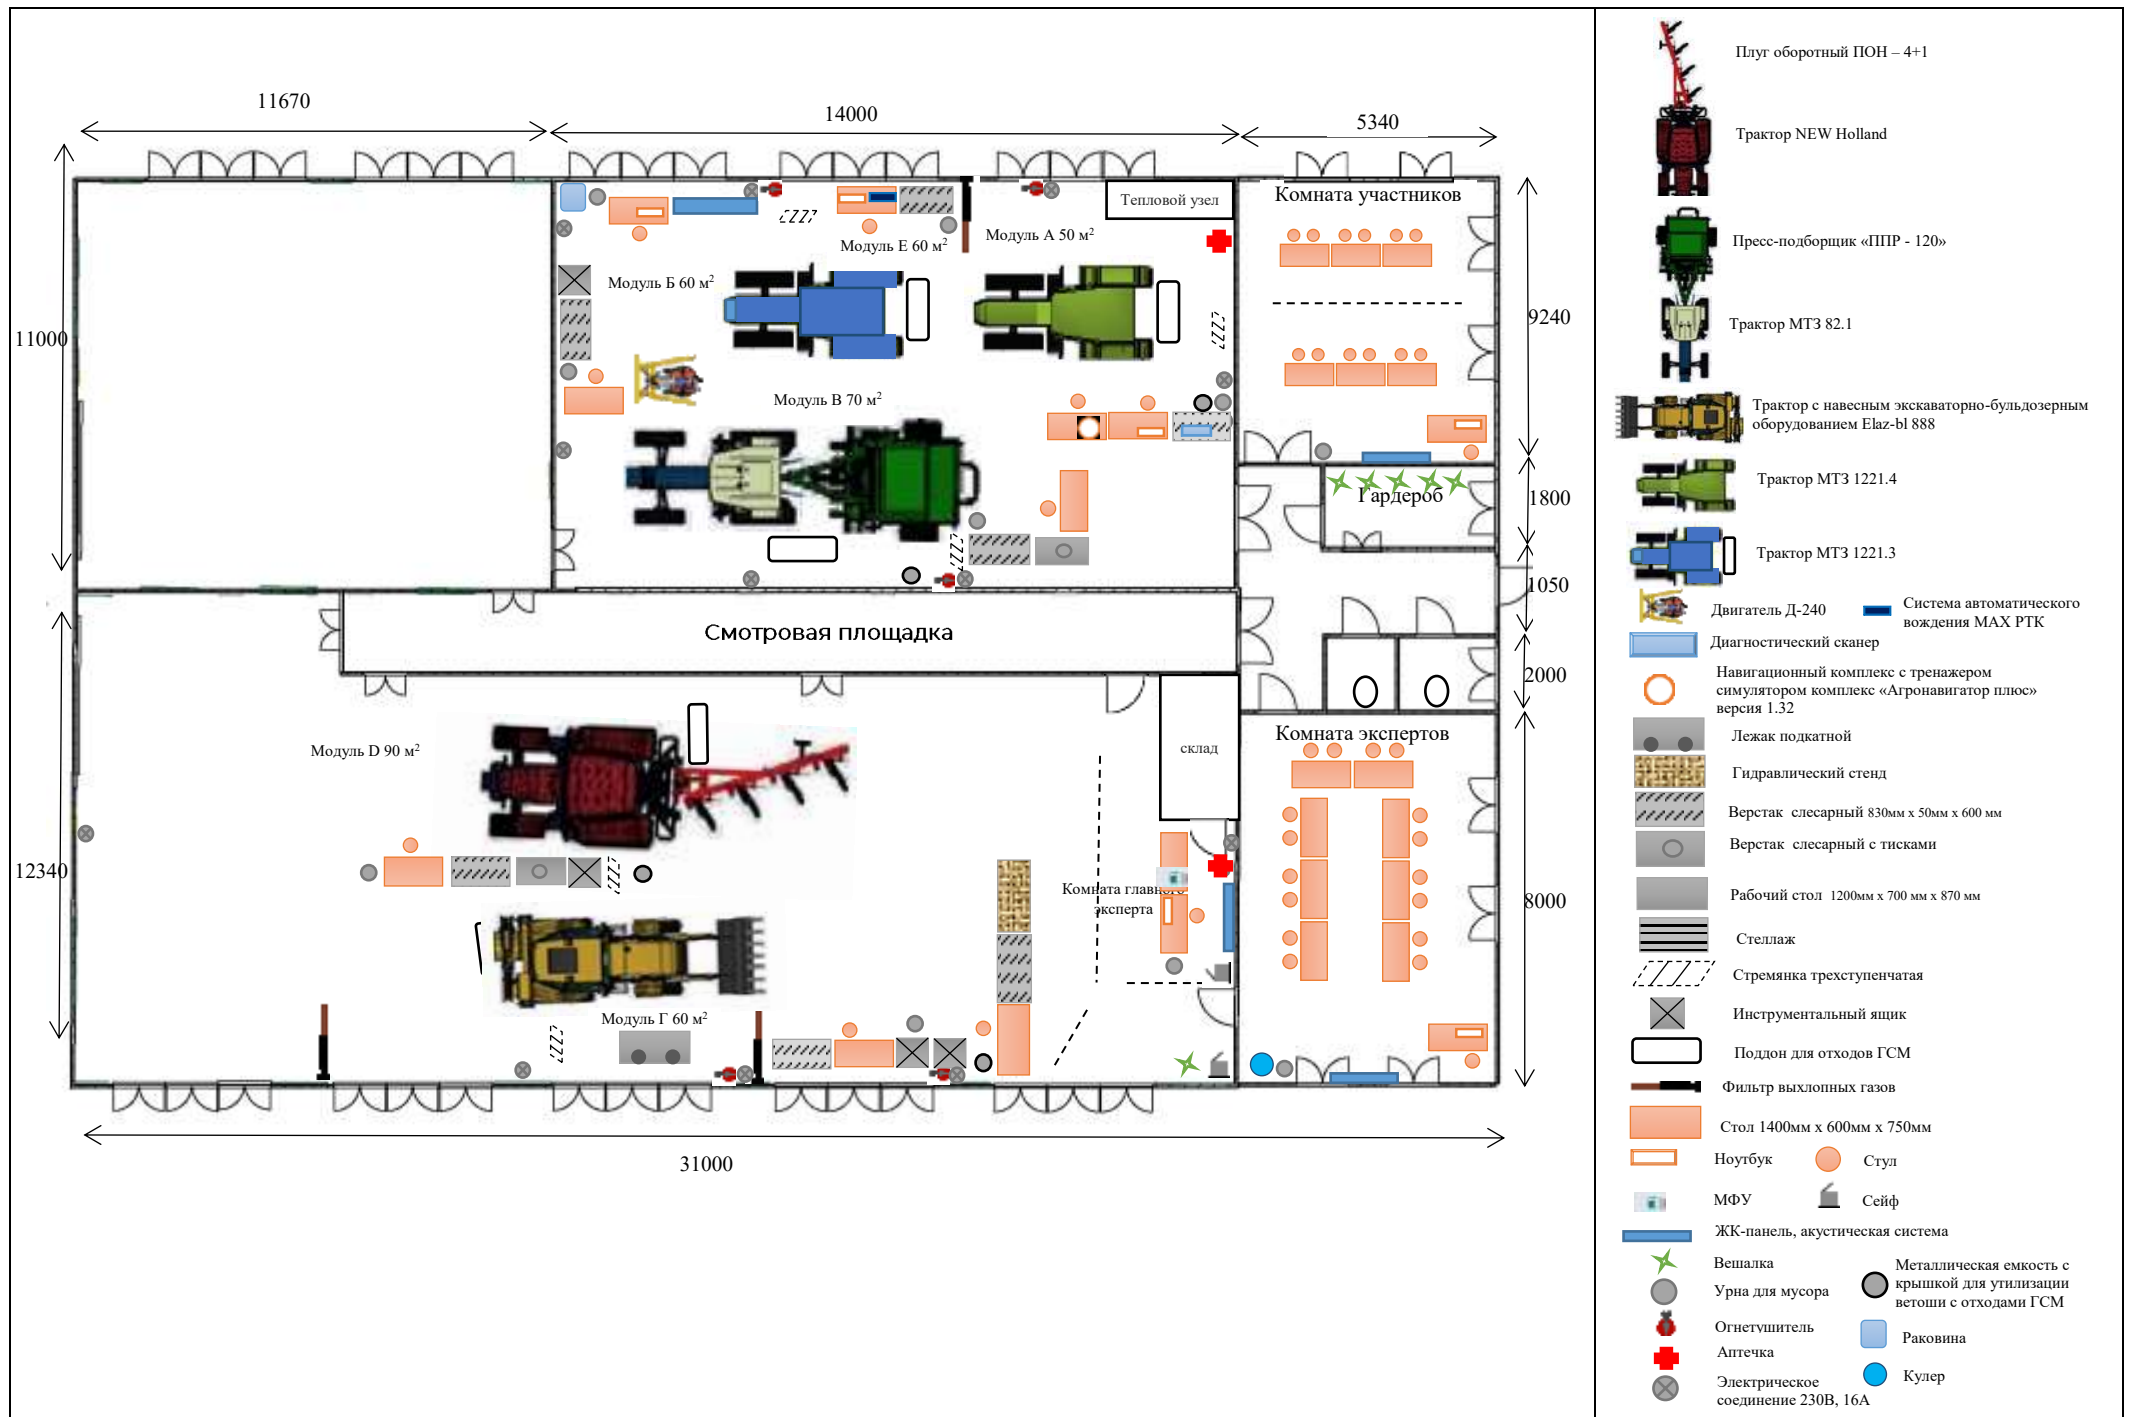 11670
14000
5340
11000
12340
31000
9240
1800
1050
2000
8000
Тепловой узел
Комната участников
Модуль Е 60 м²
Модуль А 50 м²
Модуль Б 60 м²
Модуль В 70 м²
Гардероб
Смотровая площадка
Модуль D 90 м²
склад
Комната экспертов
Комната главного
эксперта
Модуль Г 60 м²
Плуг оборотный ПОН – 4+1
Трактор NEW Holland
Пресс-подборщик «ППР - 120»
Трактор МТЗ 82.1
Трактор с навесным экскаваторно-бульдозерным
оборудованием Elaz-bl 888
Трактор МТЗ 1221.4
Трактор МТЗ 1221.3
Двигатель Д-240
Система автоматического
вождения МАХ РТК
Диагностический сканер
Навигационный комплекс с тренажером
симулятором комплекс «Агронавигатор плюс»
версия 1.32
Лежак подкатной
Гидравлический стенд
Верстак слесарный 830мм х 50мм х 600 мм
Верстак слесарный с тисками
Рабочий стол 1200мм х 700 мм х 870 мм
Стеллаж
Стремянка трехступенчатая
Инструментальный ящик
Поддон для отходов ГСМ
Фильтр выхлопных газов
Стол 1400мм х 600мм х 750мм
Ноутбук
Стул
МФУ
Сейф
ЖК-панель, акустическая система
Вешалка
Урна для мусора
Металлическая емкость с
крышкой для утилизации
ветоши с отходами ГСМ
Огнетушитель
Раковина
Аптечка
Кулер
Электрическое
соединение 230В, 16А